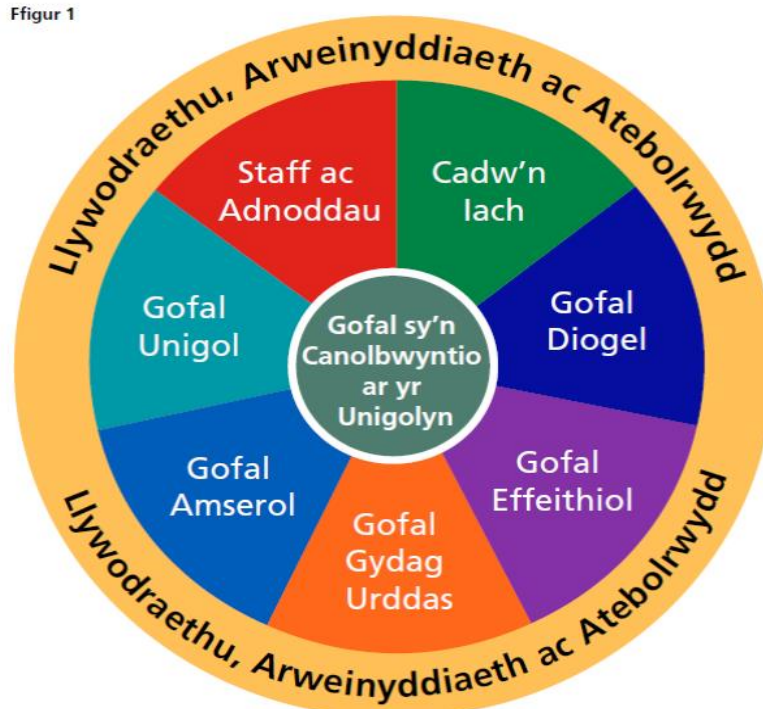 Ffigur 1
Llywodraethu, Arweinyddiaeth ac Atebolrwydd
Staff ac
Adnoddau
Cadw'n
Iach
Gofal
Diogel
Gofal
Effeithiol
Gofal
Gydag
Urddas
Gofal
Amserol
Gofal
Unigol
Gofal sy'n
Canolbwyntio
ar yr
Unigolyn
Llywodraethu, Arweinyddiaeth ac Atebolrwydd